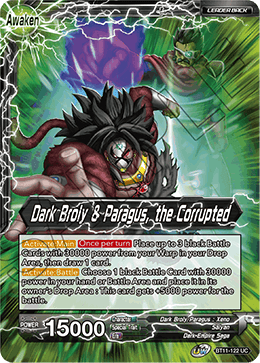 LEADER BACK
Awaken
Dark Broly & Paragus, the Corrupted
Activate:Main Once per turn Place up to 3 black Battle
Cards with 30000 power from your Warp in your Drop
Area, then draw 1 card.
Activate:Battle Choose 1 black Battle Card with 30000
power in your hand or Battle Area and place it in its
owner's Drop Area : This card gets +5000 power for the
battle.
POWER
15000
Character
Dark Broly/Paragus : Xeno
Special Trait
Saiyan
Era
Dark-Empire Saga
BT11-122 UC